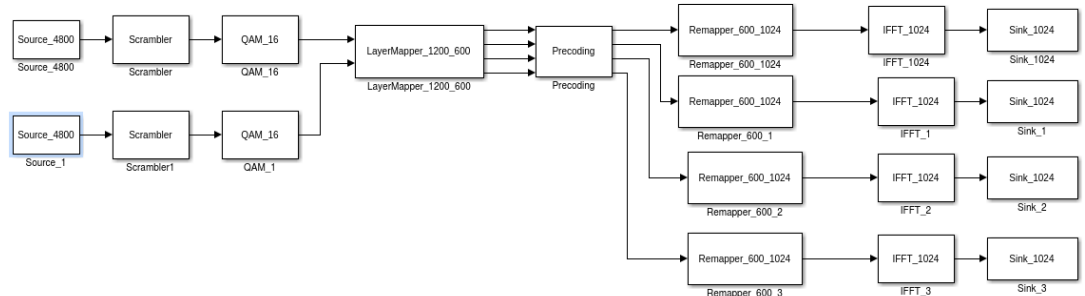 Source_4800
Source_4800
Scrambler
Scrambler
QAM_16
QAM_16
LayerMapper_1200_600
LayerMapper_1200_600
Precoding
Precoding
Remapper_600_1024
Remapper_600_1024
IFFT_1024
IFFT_1024
Sink_1024
Sink_1024
Source_4800
Source_1
Scrambler
Scrambler1
QAM_16
QAM_1
Remapper_600_1024
Remapper_600_1
IFFT_1024
IFFT_1
Sink_1024
Sink_1
Remapper_600_1024
Remapper_600_2
IFFT_1024
IFFT_2
Sink_1024
Sink_2
Remapper_600_1024
Remapper_600_3
IFFT_1024
IFFT_3
Sink_1024
Sink_3